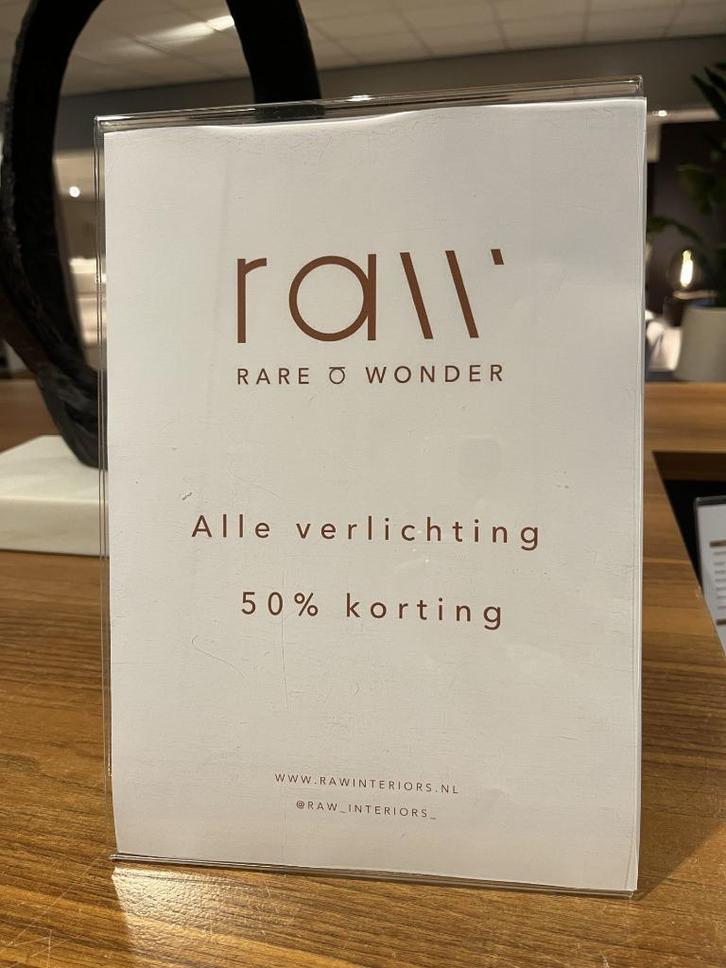 raw
RARE ō WONDER
Alle verlichting
50% korting
WWW.RAWINTERIORS.NL
@RAW_INTERIORS_